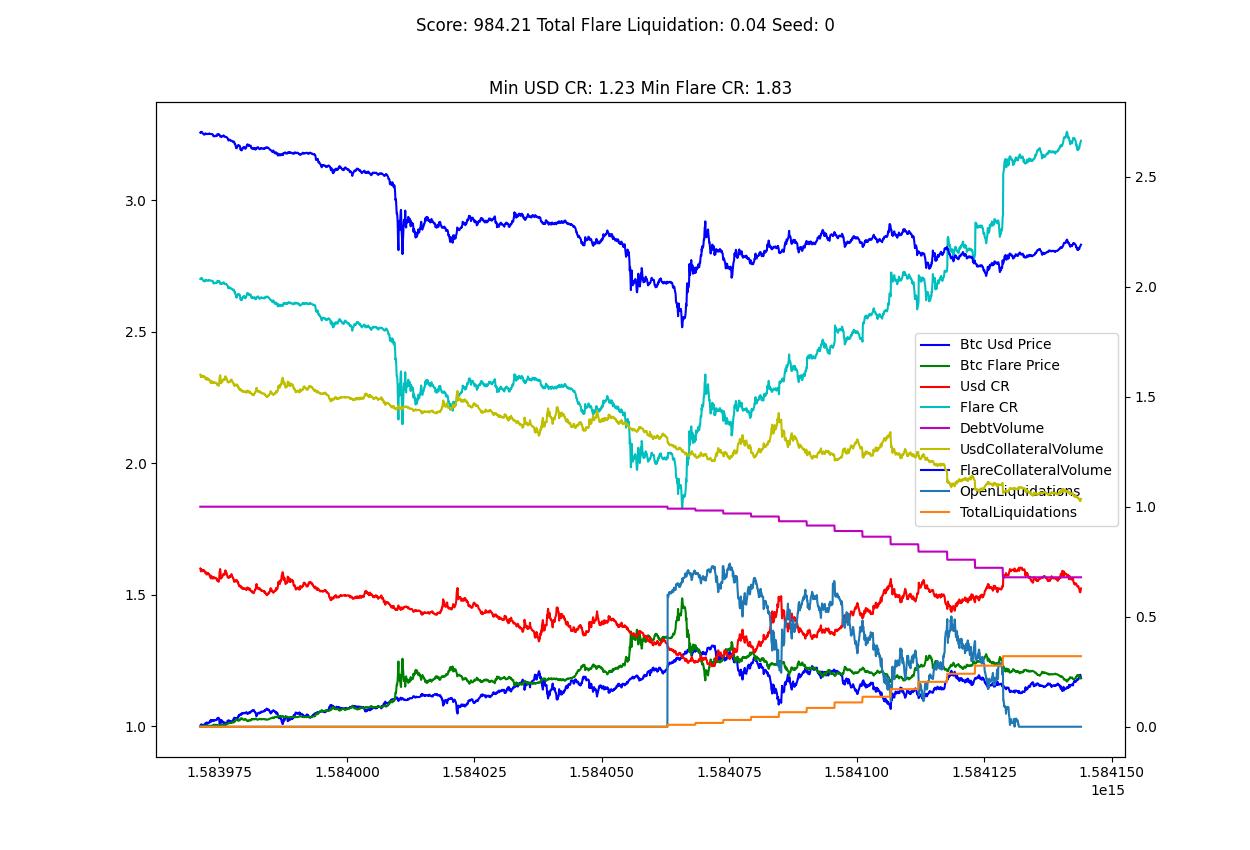 Score: 984.21 Total Flare Liquidation: 0.04 Seed: 0
Min USD CR: 1.23 Min Flare CR: 1.83
3.0
2.5
2.0
1.5
1.0
2.5
2.0
1.5
1.0
0.5
0.0
Btc Usd Price
Btc Flare Price
Usd CR
Flare CR
DebtVolume
UsdCollateralVolume
FlareCollateralVolume
OpenLiquidations
TotalLiquidations
1.583975 1.584000 1.584025 1.584050 1.584075 1.584100 1.584125 1.584150
1e15